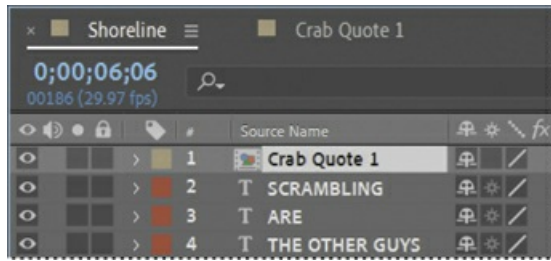 × Shoreline ≡ Crab Quote 1
0;00;06;06
00186 (29.97 fps)
# Source Name fx
1 Crab Quote 1
2 T SCRAMBLING
3 T ARE
4 T THE OTHER GUYS